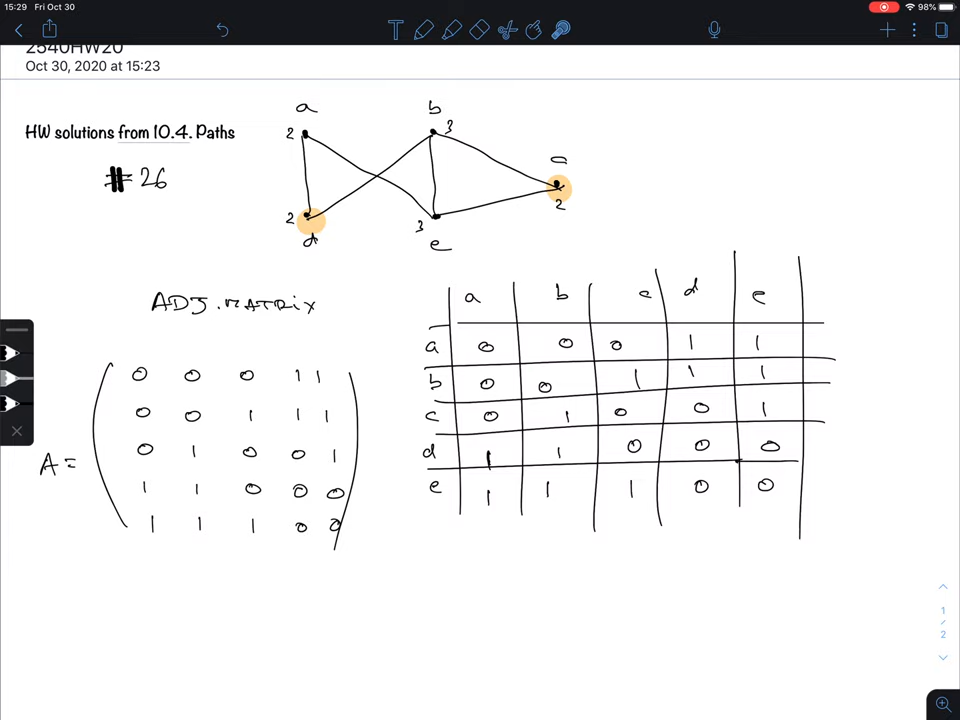 15:29 Fri Oct 30
98%
2540HW20
Oct 30, 2020 at 15:23
HW solutions from 10.4. Paths
# 26
a b
2 3
c
2
2 3
d e
ADJ. MATRIX
a b c d e
a 0 0 0 1 1
b 0 0 1 1 1
c 0 1 0 0 1
d 1 1 0 0 0
e 1 1 1 0 0
A =
0 0 0 1 1
0 0 1 1 1
0 1 0 0 1
1 1 0 0 0
1 1 1 0 0
1
/
2